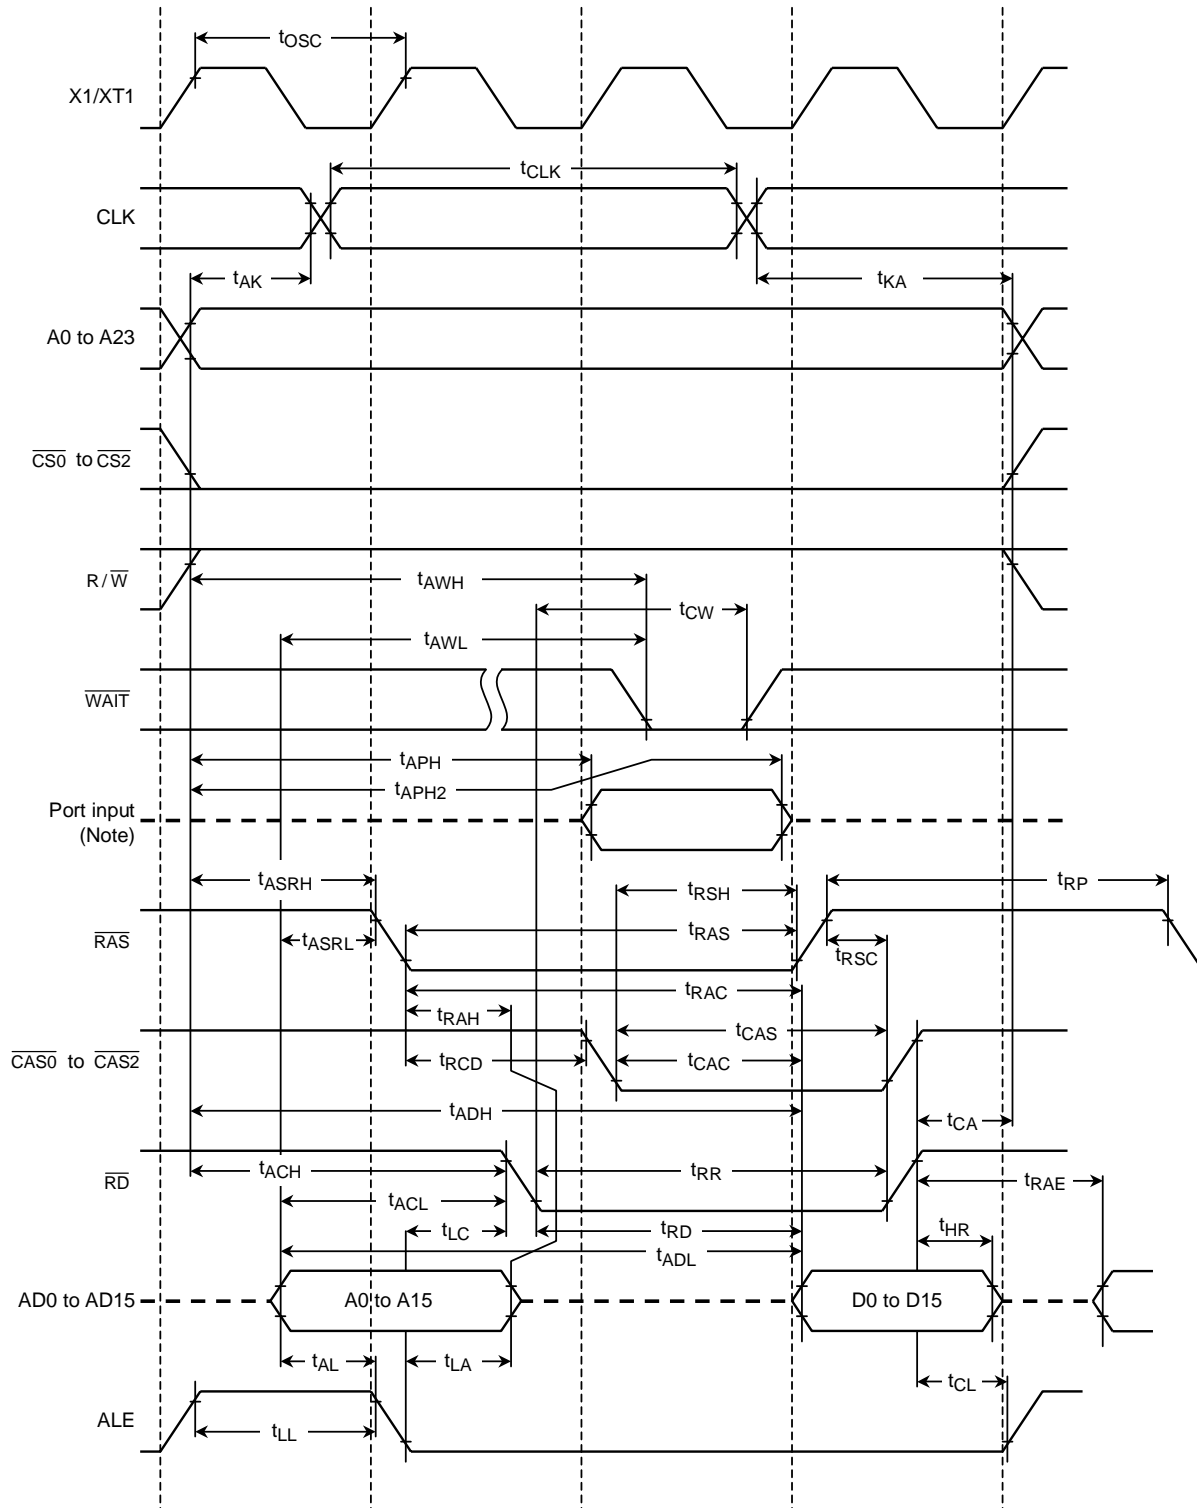 tOSC
X1/XT1
tCLK
CLK
tAK
tKA
A0 to A23
CS0 to CS2
R/W
tAWH
tCW
tAWL
WAIT
tAPH
tAPH2
Port input
(Note)
tASRH
tRSH
tRP
RAS
tASRL
tRAS
tRSC
tRAC
tRAH
tCAS
CAS0 to CAS2
tRCD
tCAC
tADH
tCA
RD
tACH
tRR
tRAE
tACL
tLC
tRD
tHR
tADL
AD0 to AD15
A0 to A15
D0 to D15
tAL
tLA
tCL
ALE
tLL